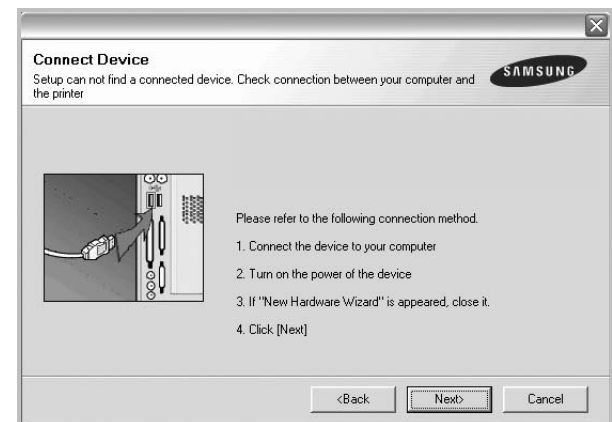 Connect Device
Setup can not find a connected device. Check connection between your computer and
the printer
SAMSUNG
Please refer to the following connection method.
1. Connect the device to your computer
2. Turn on the power of the device
3. If "New Hardware Wizard" is appeared, close it.
4. Click [Next]
<Back Next> Cancel